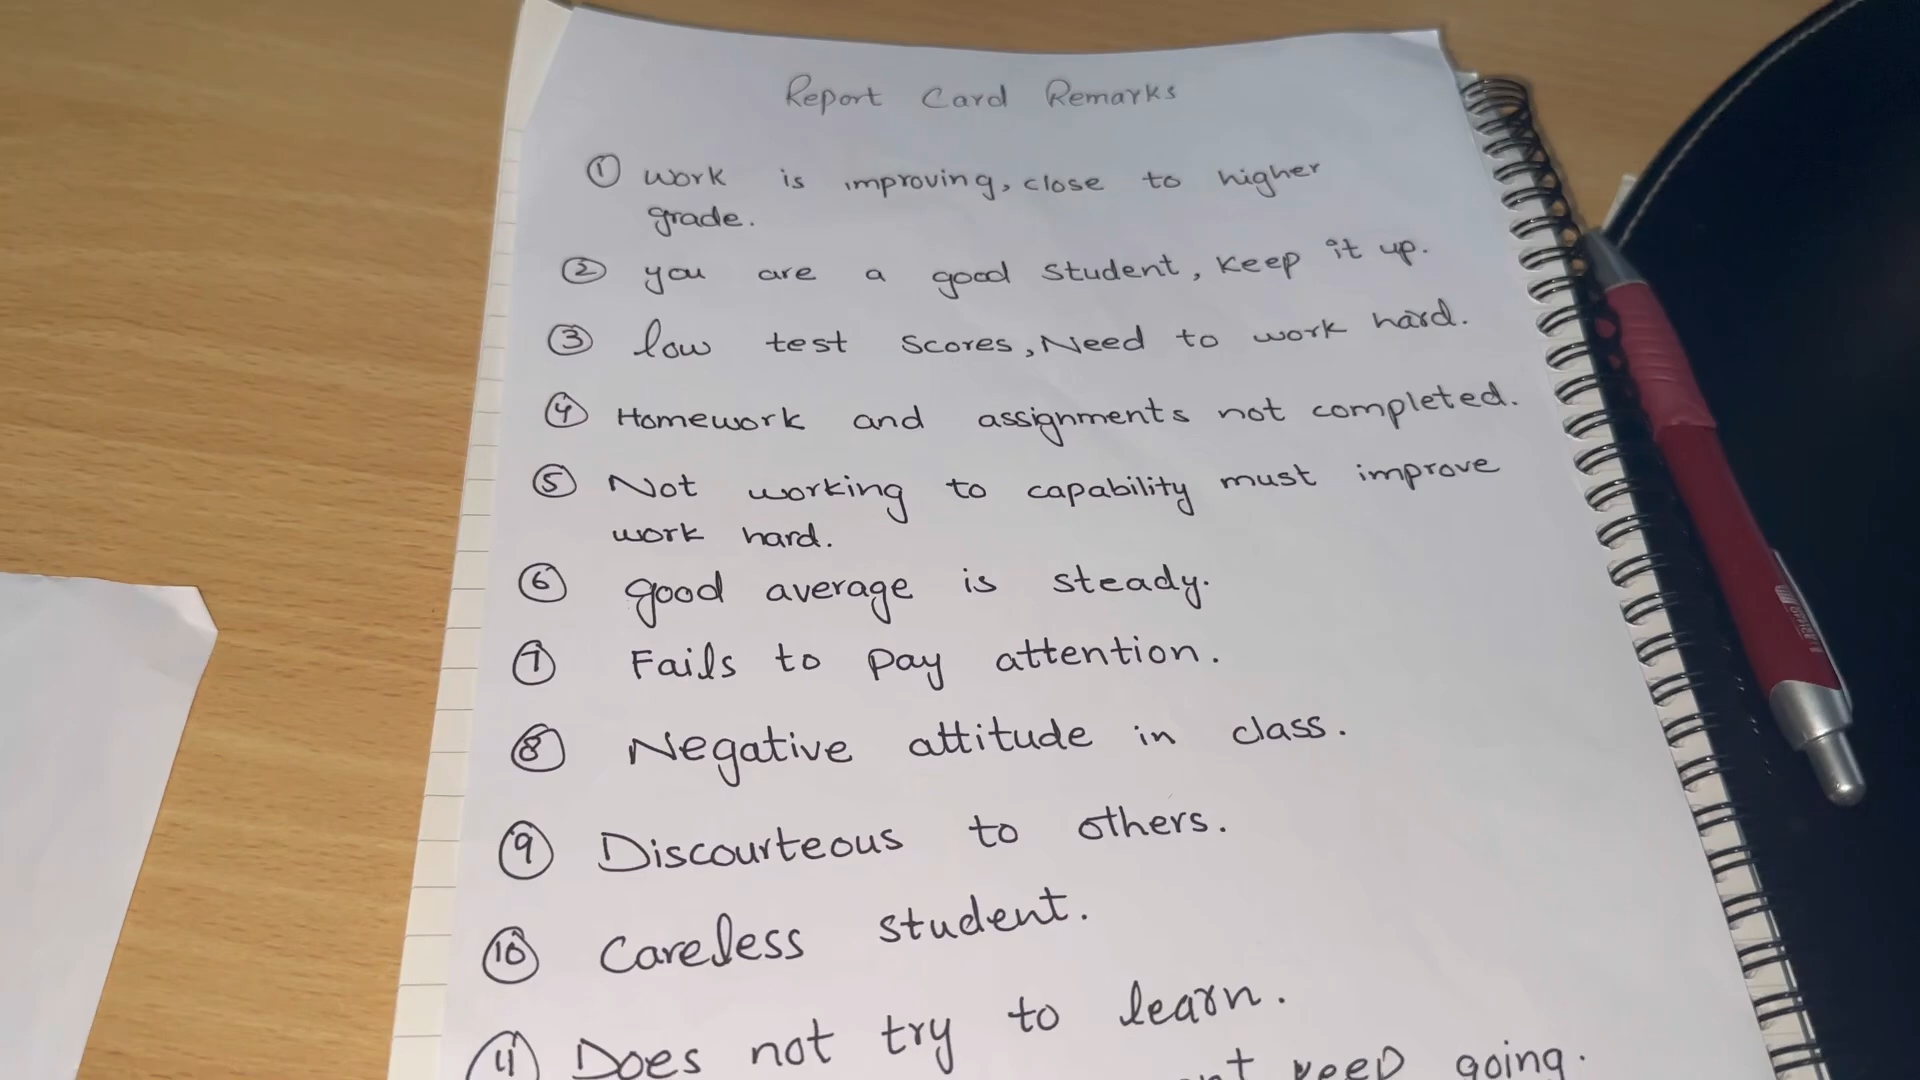 Report Card Remarks
① work is improving, close to higher
grade.
② you are a good student, Keep it up.
③ low test scores, Need to work hard.
④ Homework and assignments not completed.
⑤ Not working to capability must improve
work hard.
⑥ good average is steady.
⑦ Fails to pay attention.
⑧ Negative attitude in class.
⑨ Discourteous to others.
⑩ Careless student.
⑪ Does not try to learn.
keep going.